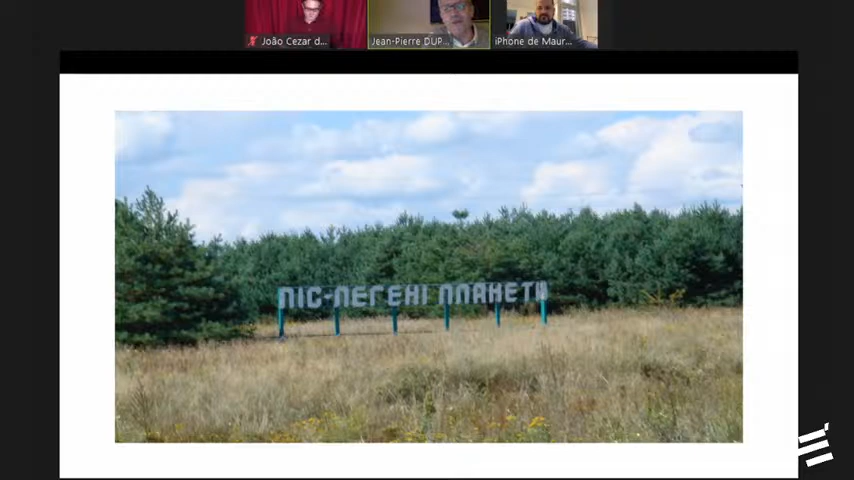 João Cezar d...
Jean-Pierre DUP...
iPhone de Maur...
ЛІС-ЛЕГЕНІ ПЛАНЕТИ